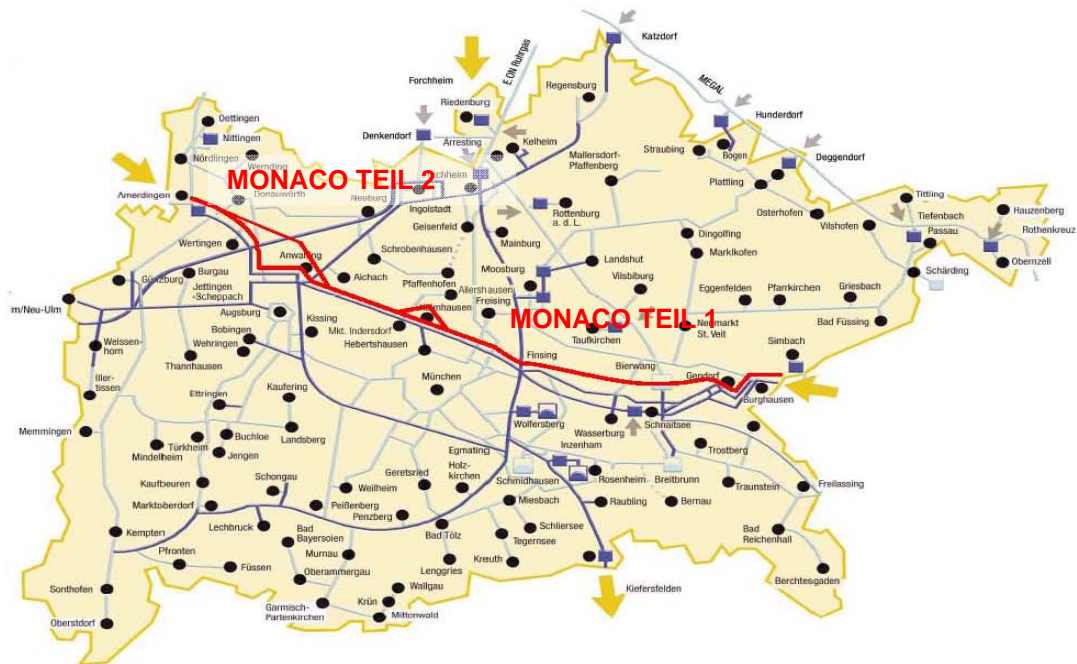 Katzdorf
MEGAL
E.ON Ruhrgas
Forchheim
Regensburg
Riedenburg
Oettingen
Hunderdorf
Denkendorf
Nittingen
Arresting
Kelheim
Straubing
Bogen
Deggendorf
Nördlingen
Mallersdorf-
Pfaffenberg
Plattling
MONACO TEIL 2
Amerdingen
Donauwörth
Neuburg
Ingolstadt
Rottenburg
a. d. L.
Osterhofen
Vilshofen
Tittling
Tiefenbach
Passau
Hauzenberg
Rothenkreuz
Obernzell
Geisenfeld
Mainburg
Dingolfing
Marklkofen
Wertingen
Schrobenhausen
Landshut
Moosburg
Vilsbiburg
Schärding
Günzburg
Burgau
Aichach
Pfaffenhofen
Jettingen
-Scheppach
Allershausen
Freising
Eggenfelden
Pfarrkirchen
Griesbach
m/Neu-Ulm
Augsburg
Kissing
MONACO TEIL 1
Bad Füssing
Bobingen
Wehringen
Mkt. Indersdorf
Hebertshausen
Taufkirchen
Neumarkt
St. Veit
Simbach
Weissen-
horn
Thannhausen
Finsing
Bierwang
Gendorf
Iller-
tissen
Kaufering
München
Burghausen
Ettringen
Memmingen
Buchloe
Landsberg
Wolfersberg
Wasserburg
Schnaitsee
Türkheim
Jengen
Mindelheim
Egmating
Inzenham
Trostberg
Kaufbeuren
Schongau
Geretsried
Holz-
kirchen
Schmidhausen
Rosenheim
Breitbrunn
Freilassing
Marktoberdorf
Weilheim
Peißenberg
Penzberg
Miesbach
Raubling
Bernau
Traunstein
Kempten
Lechbruck
Bad
Bayersoien
Bad Tölz
Schliersee
Tegernsee
Bad
Reichenhall
Pfronten
Füssen
Murnau
Oberammergau
Lenggries
Kreuth
Kiefersfelden
Berchtesgaden
Sonthofen
Wallgau
Krün
Oberstdorf
Garmisch-
Partenkirchen
Mittenwald